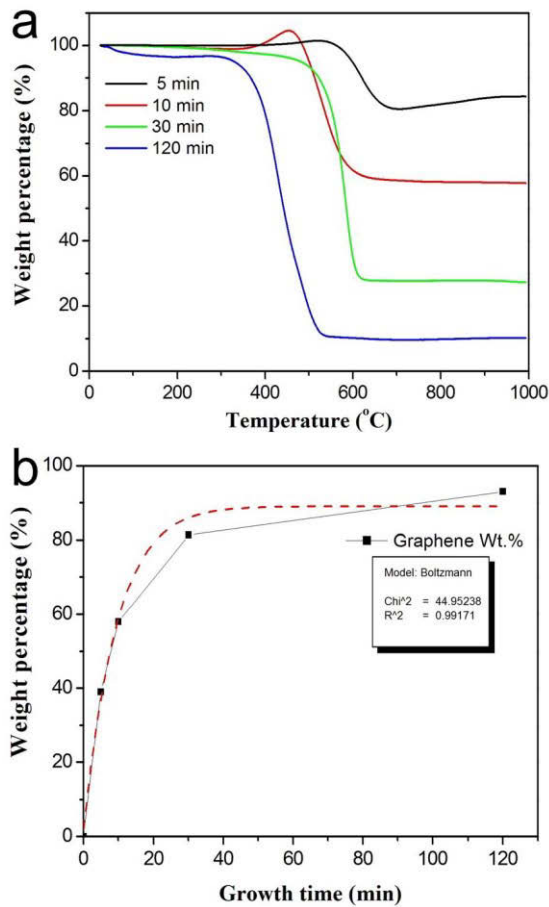 a
100
80
60
40
20
0
Weight percentage (%)
5 min
10 min
30 min
120 min
0 200 400 600 800 1000
Temperature (°C)
b
100
80
60
40
20
0
Weight percentage (%)
Graphene Wt.%
Model: Boltzmann
Chi^2 = 44.95238
R^2 = 0.99171
0 20 40 60 80 100 120
Growth time (min)